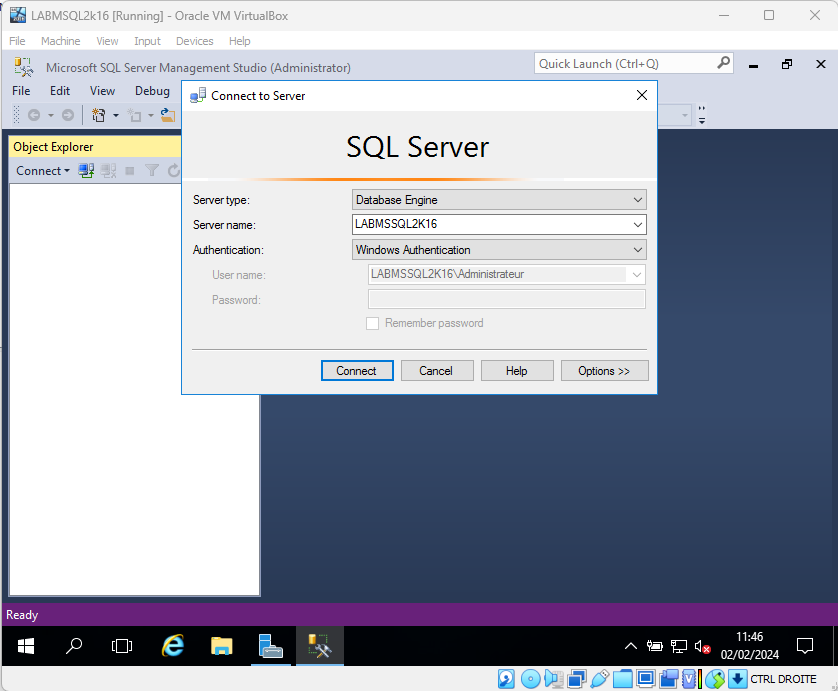 LABMSQL2k16 [Running] - Oracle VM VirtualBox
File Machine View Input Devices Help
Microsoft SQL Server Management Studio (Administrator)
Quick Launch (Ctrl+Q)
File Edit View Debug
Connect to Server
SQL Server
Object Explorer
Connect
Server type: Database Engine
Server name: LABMSSQL2K16
Authentication: Windows Authentication
User name: LABMSSQL2K16\Administrateur
Password:
Remember password
Connect Cancel Help Options >>
Ready
11:46
02/02/2024
CTRL DROITE